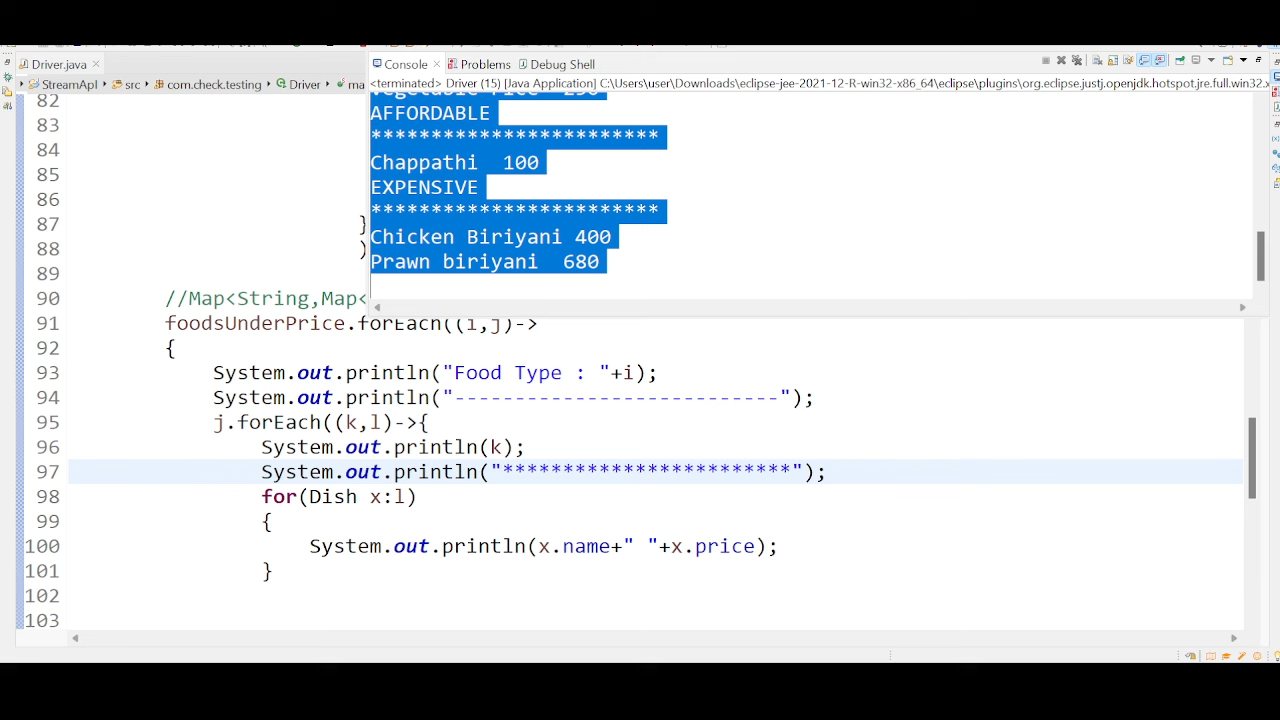 Driver.java
Console
Problems
Debug Shell
StreamApI
src
com.check.testing
Driver
ma
<terminated> Driver (15) [Java Application] C:\Users\user\Downloads\eclipse-jee-2021-12-R-win32-x86_64\eclipse\plugins\org.eclipse.justj.openjdk.hotspot.jre.full.win32.x
AFFORDABLE
************************
Chappathi  100
EXPENSIVE
************************
Chicken Biriyani 400
Prawn biriyani  680
82
83
84
85
86
87 }
88 )
89
90 //Map<String,Map<
91 foodsUnderPrice.forEach((i,j)->
92 {
93 System.out.println("Food Type : "+i);
94 System.out.println("---------------------------");
95 j.forEach((k,l)->{
96 System.out.println(k);
97 System.out.println("************************");
98 for(Dish x:l)
99 {
100 System.out.println(x.name+" "+x.price);
101 }
102
103